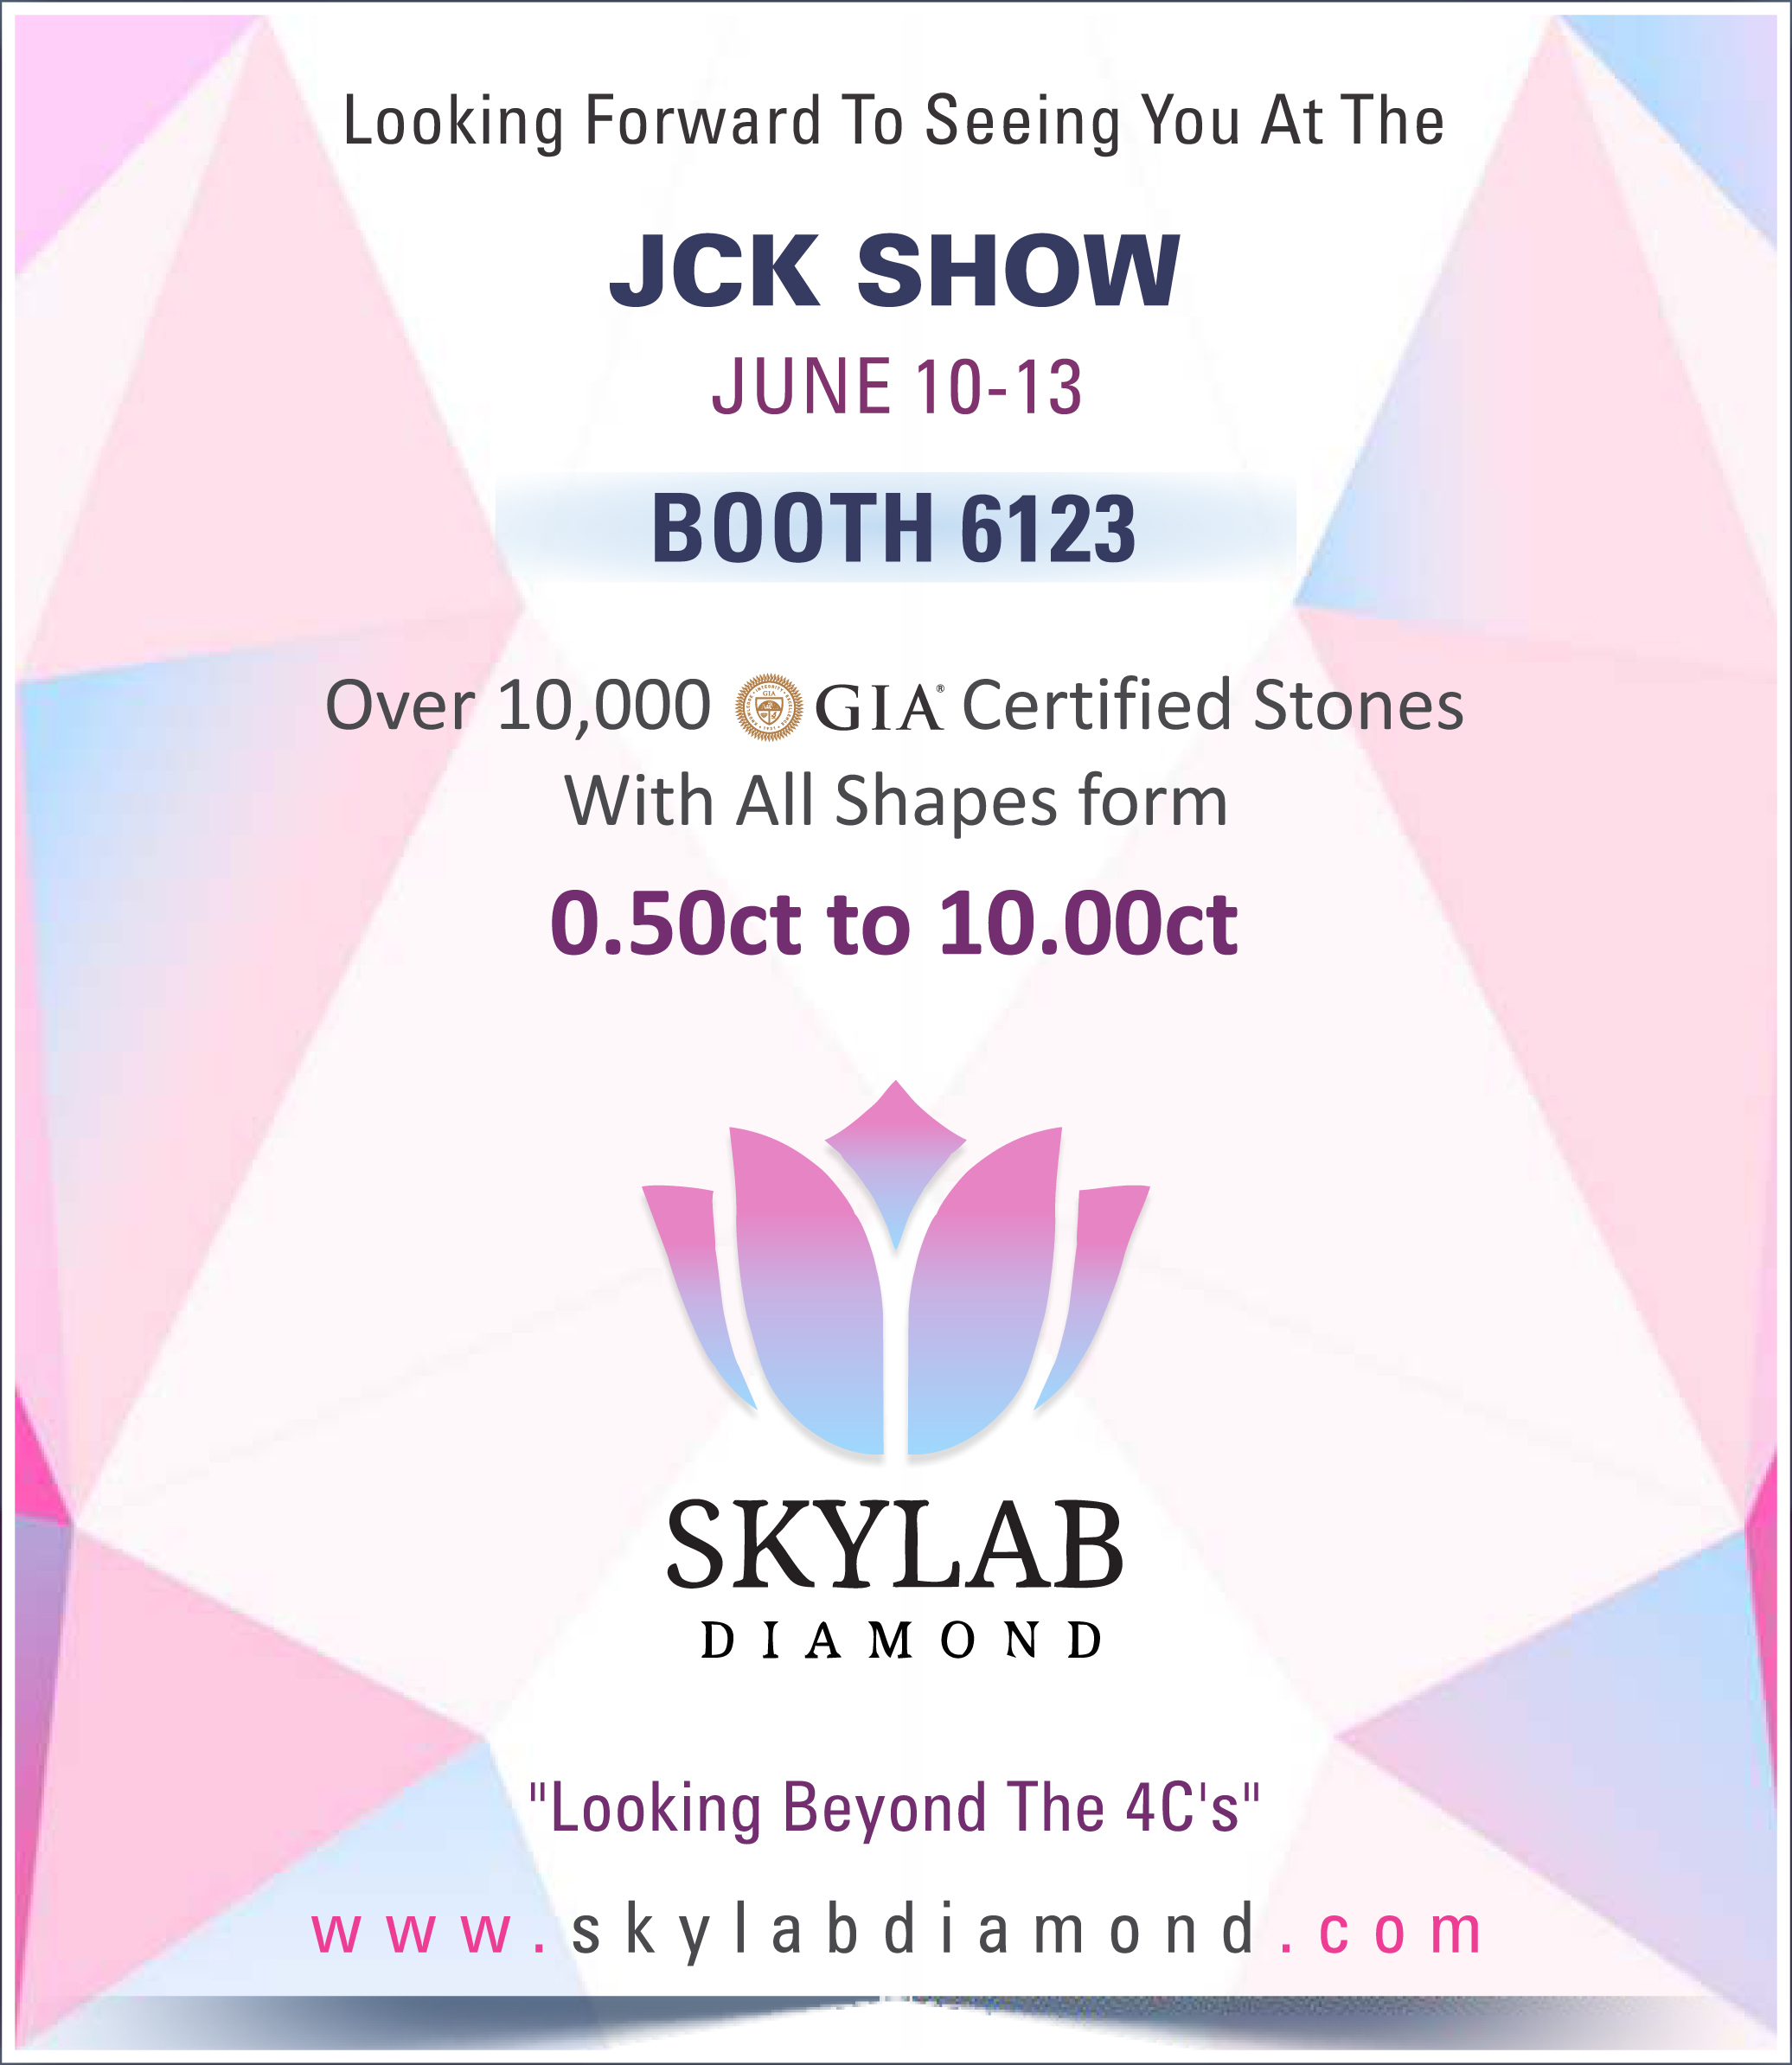 Looking Forward To Seeing You At The
JCK SHOW
JUNE 10-13
BOOTH 6123
Over 10,000 GIA® Certified Stones
With All Shapes form
0.50ct to 10.00ct
SKYLAB
DIAMOND
"Looking Beyond The 4C's"
www.skylabdiamond.com